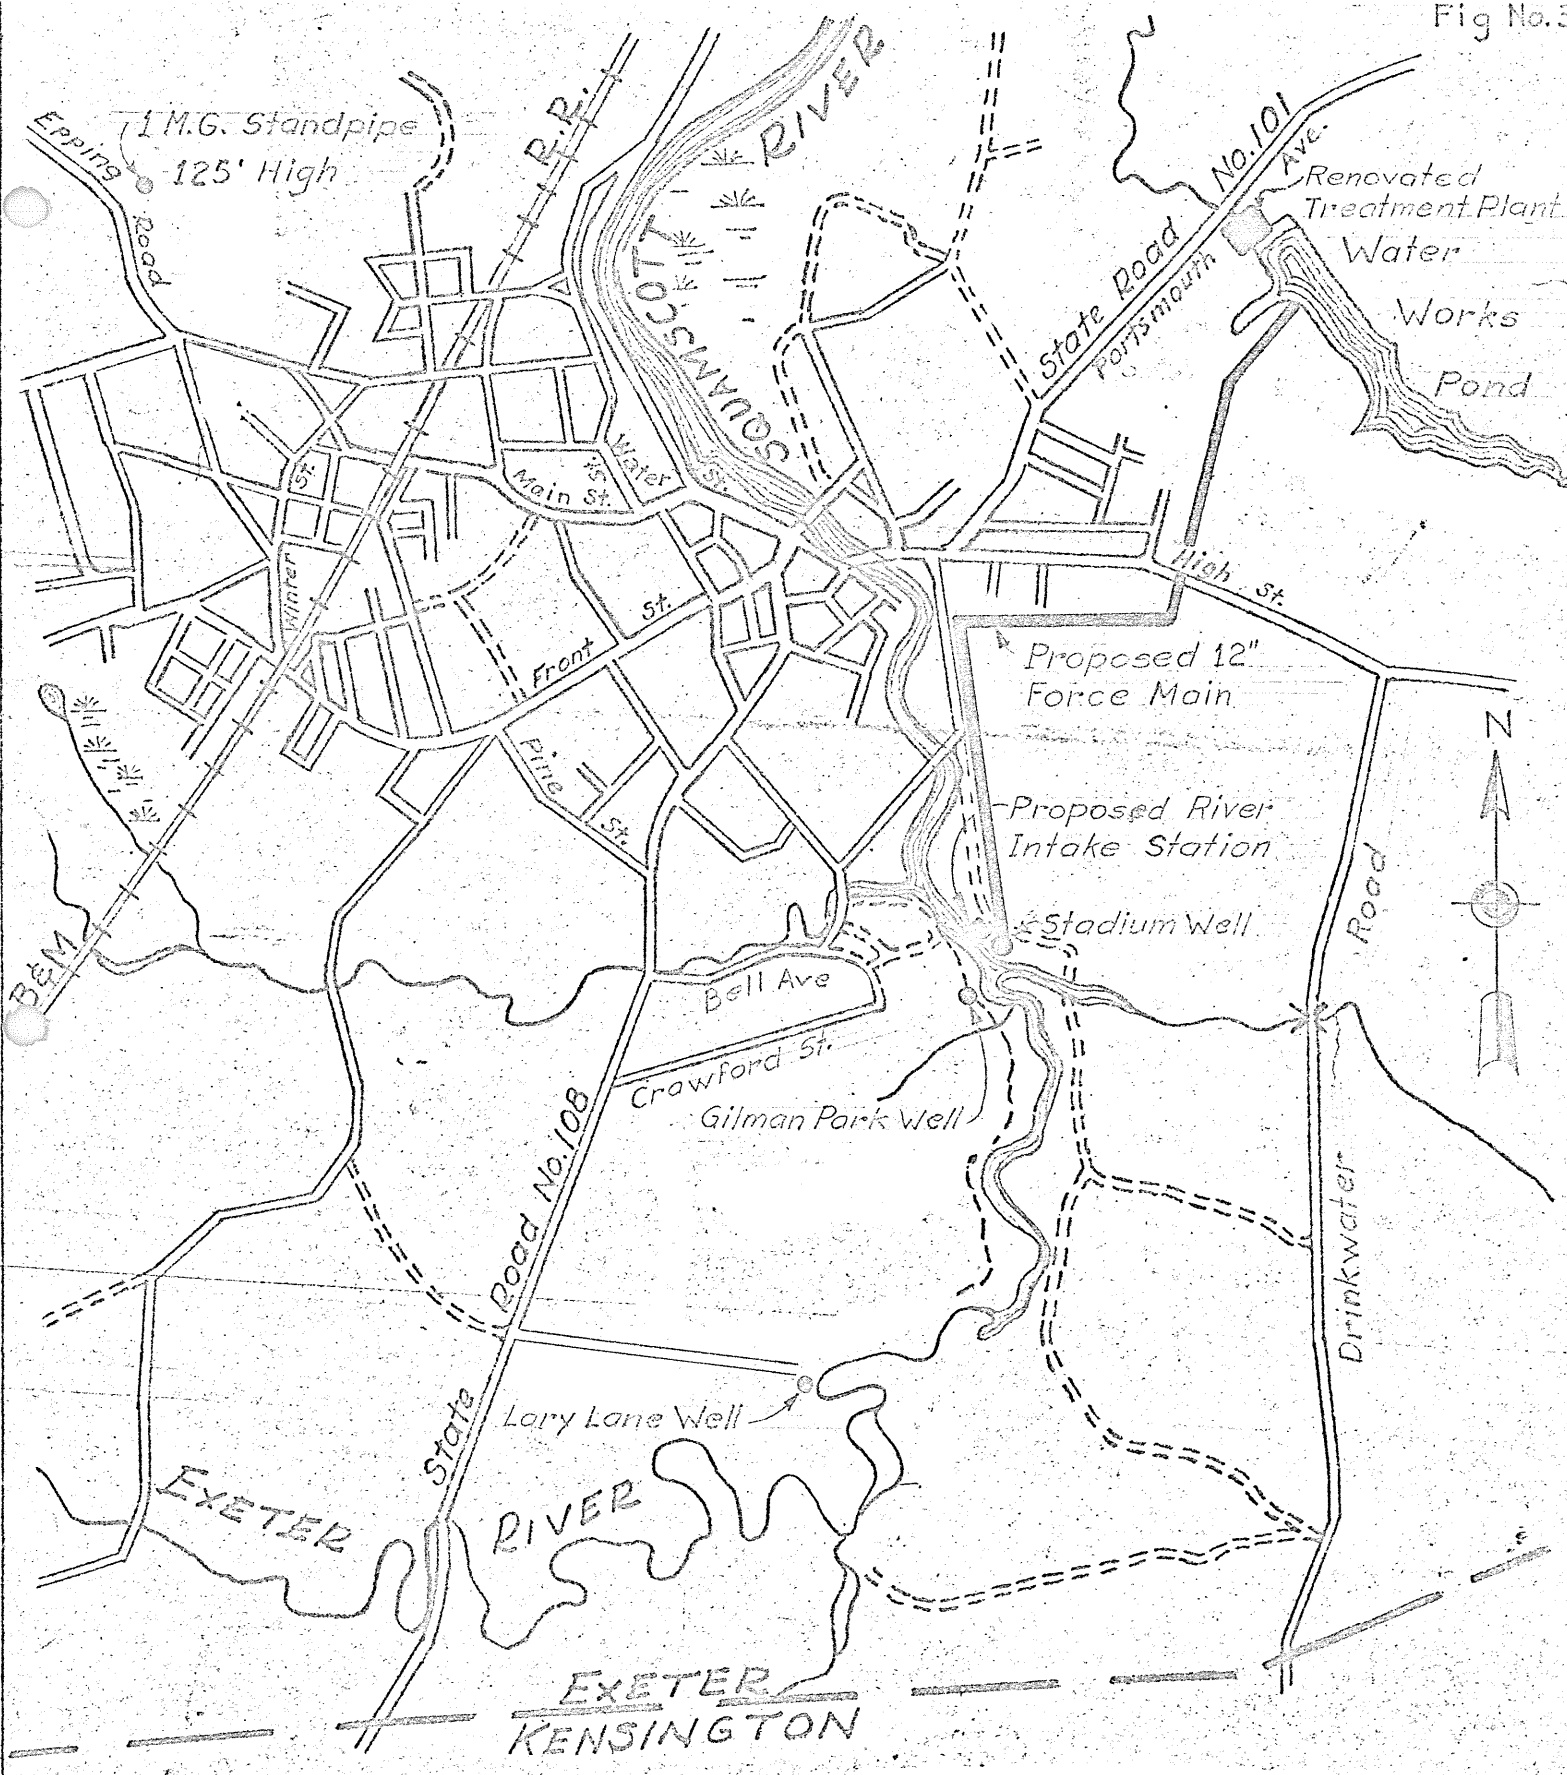 Fig No.3
RIVER
SQUAMSCOTT
R.R.
Epping
Road
1 M.G. Standpipe
125' High
State Road No.101
Portsmouth Ave.
Renovated
Treatment Plant
Water
Works
Pond
Water
St.
Main St.
St.
Winter
High St.
Front St.
Proposed 12"
Force Main
N
Pine
St.
Proposed River
Intake Station
& Stadium Well
Road
Drinkwater
B&M
Bell Ave
Crawford St.
Gilman Park Well
State Road No.108
Lary Lane Well
EXETER
RIVER
EXETER
KENSINGTON